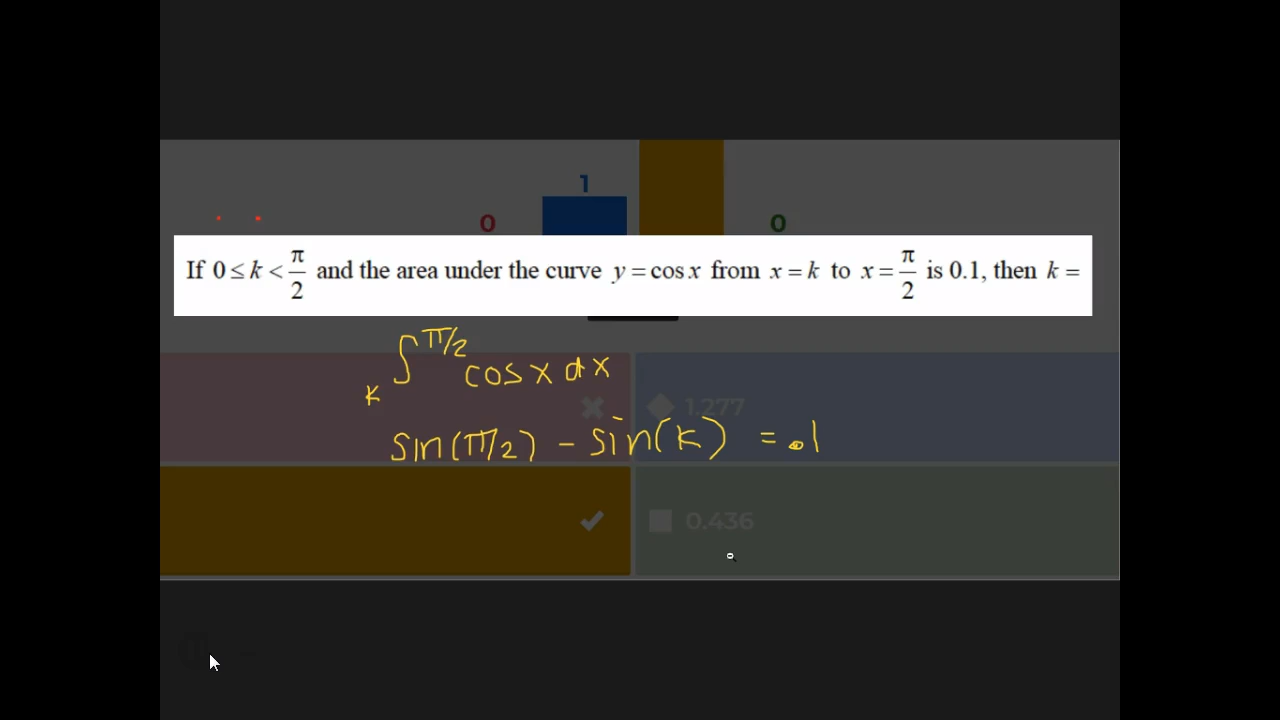 1
0
0
If 0 ≤ k < π/2 and the area under the curve y = cos x from x = k to x = π/2 is 0.1, then k =
∫ₖ^π/2 cos x dx
1.277
sin(π/2) - sin(k) = .1
0.436